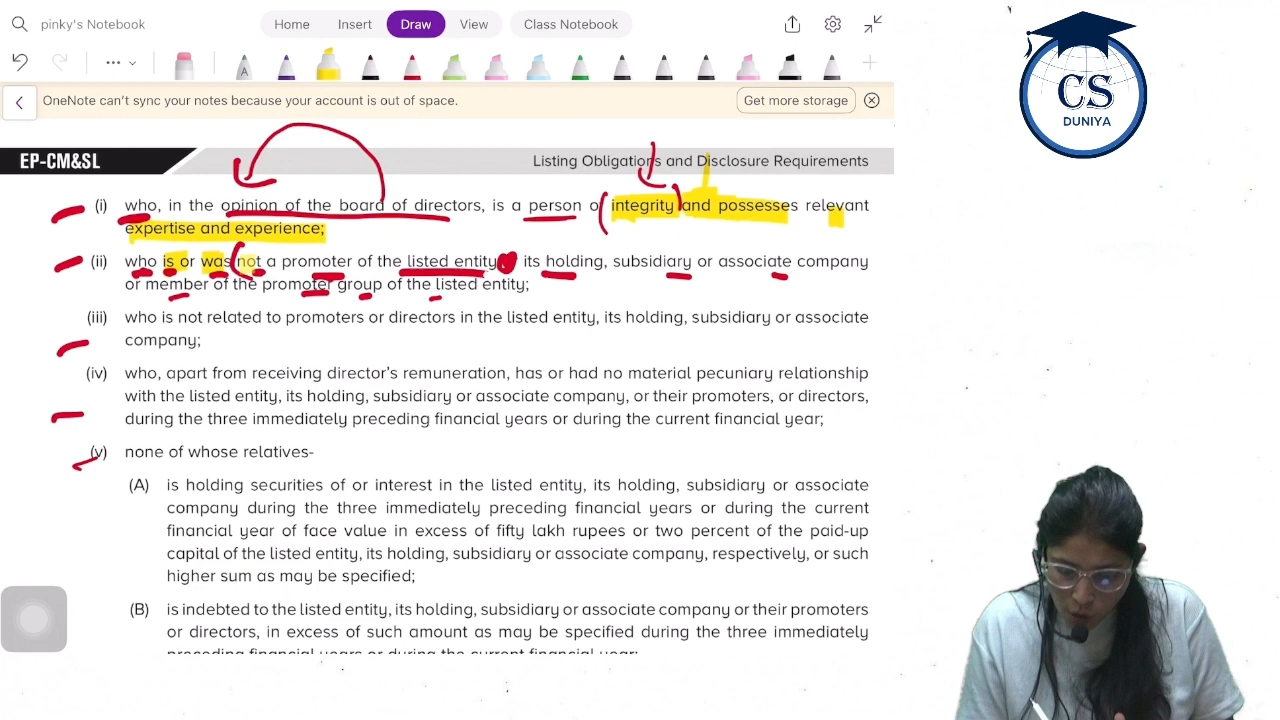 pinky's Notebook
Home Insert Draw View Class Notebook
A
OneNote can't sync your notes because your account is out of space.
Get more storage
EP-CM&SL
Listing Obligations and Disclosure Requirements
(i) who, in the opinion of the board of directors, is a person of integrity and possesses relevant
expertise and experience;
(ii) who is or was not a promoter of the listed entity its holding, subsidiary or associate company
or member of the promoter group of the listed entity;
(iii) who is not related to promoters or directors in the listed entity, its holding, subsidiary or associate
company;
(iv) who, apart from receiving director's remuneration, has or had no material pecuniary relationship
with the listed entity, its holding, subsidiary or associate company, or their promoters, or directors,
during the three immediately preceding financial years or during the current financial year;
(v) none of whose relatives-
(A) is holding securities of or interest in the listed entity, its holding, subsidiary or associate
company during the three immediately preceding financial years or during the current
financial year of face value in excess of fifty lakh rupees or two percent of the paid-up
capital of the listed entity, its holding, subsidiary or associate company, respectively, or such
higher sum as may be specified;
(B) is indebted to the listed entity, its holding, subsidiary or associate company or their promoters
or directors, in excess of such amount as may be specified during the three immediately
preceding financial years or during the current financial year;
CS
DUNIYA